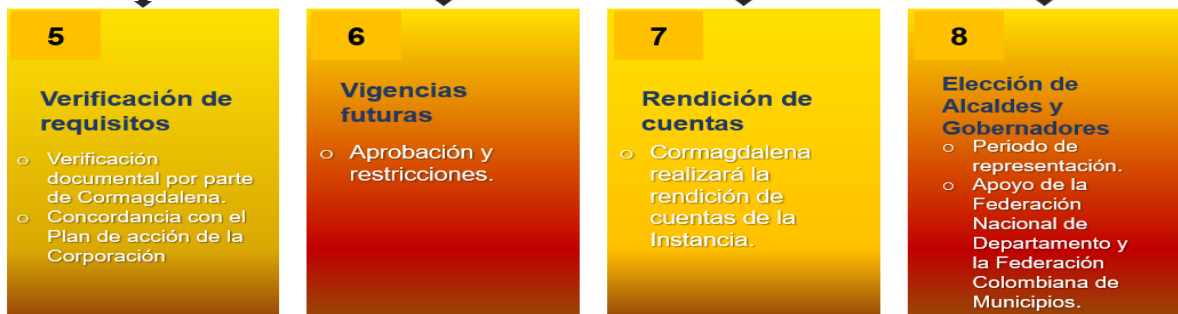 5
Verificación de
requisitos
o Verificación
documental por parte
de Cormagdalena.
o Concordancia con el
Plan de acción de la
Corporación
6
Vigencias
futuras
o Aprobación y
restricciones.
7
Rendición de
cuentas
o Cormagdalena
realizará la
rendición de
cuentas de la
Instancia.
8
Elección de
Alcaldes y
Gobernadores
o Periodo de
representación.
o Apoyo de la
Federación
Nacional de
Departamento y
la Federación
Colombiana de
Municipios.